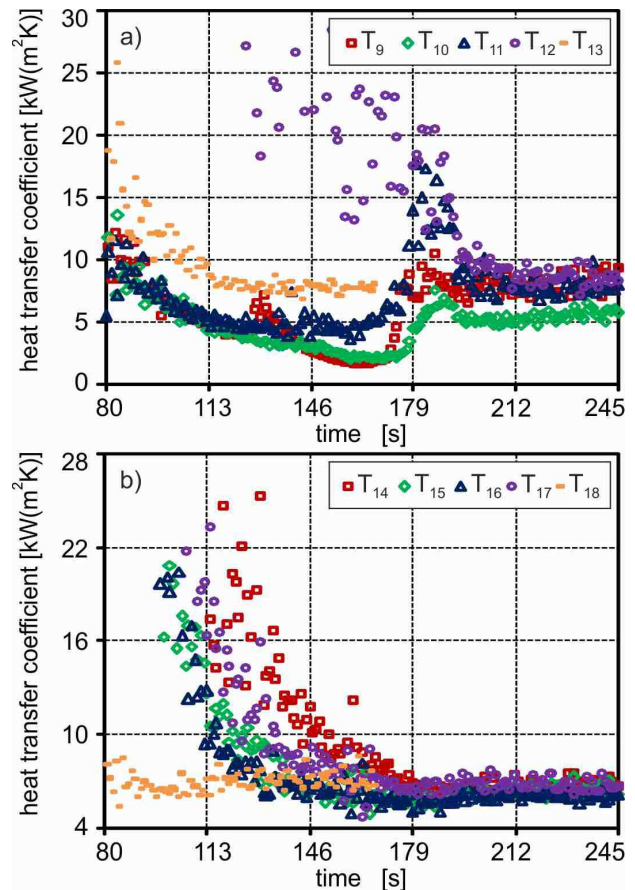 heat transfer coefficient [kW(m²K)]
30
25
20
15
10
5
0
a)
T₉ T₁₀ T₁₁ T₁₂ T₁₃
80 113 146 179 212 245
time [s]
heat transfer coefficient [kW(m²K)]
28
22
16
10
4
b)
T₁₄ T₁₅ T₁₆ T₁₇ T₁₈
80 113 146 179 212 245
time [s]